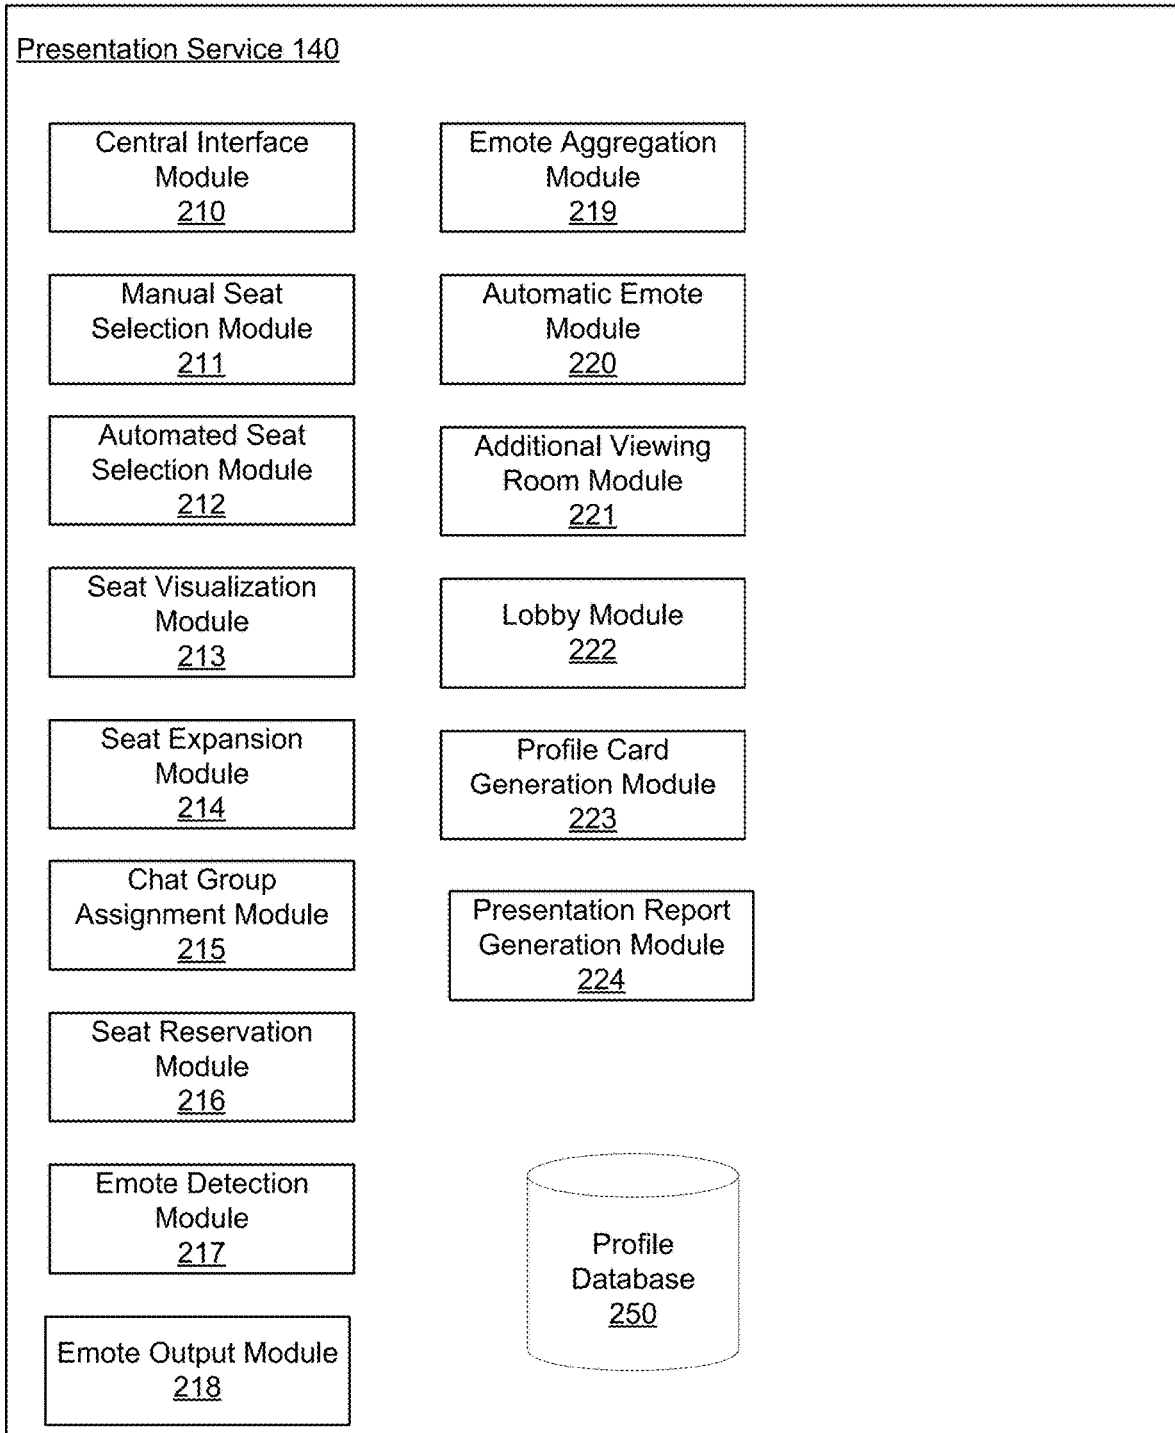 Presentation Service 140
Central Interface
Module
210
Manual Seat
Selection Module
211
Automated Seat
Selection Module
212
Seat Visualization
Module
213
Seat Expansion
Module
214
Chat Group
Assignment Module
215
Seat Reservation
Module
216
Emote Detection
Module
217
Emote Output Module
218
Emote Aggregation
Module
219
Automatic Emote
Module
220
Additional Viewing
Room Module
221
Lobby Module
222
Profile Card
Generation Module
223
Presentation Report
Generation Module
224
Profile
Database
250